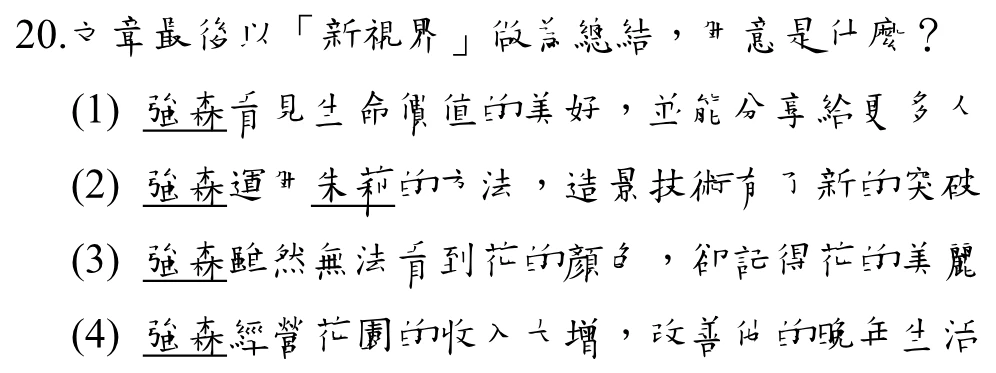 20.文章最後以「新視界」做為總結，用意是什麼？
(1) 強森看見生命價值的美好，並能分享給更多人
(2) 強森運用朱莉的方法，造景技術有了新的突破
(3) 強森雖然無法看到花的顏色，卻記得花的美麗
(4) 強森經營花園的收入大增，改善他的晚年生活